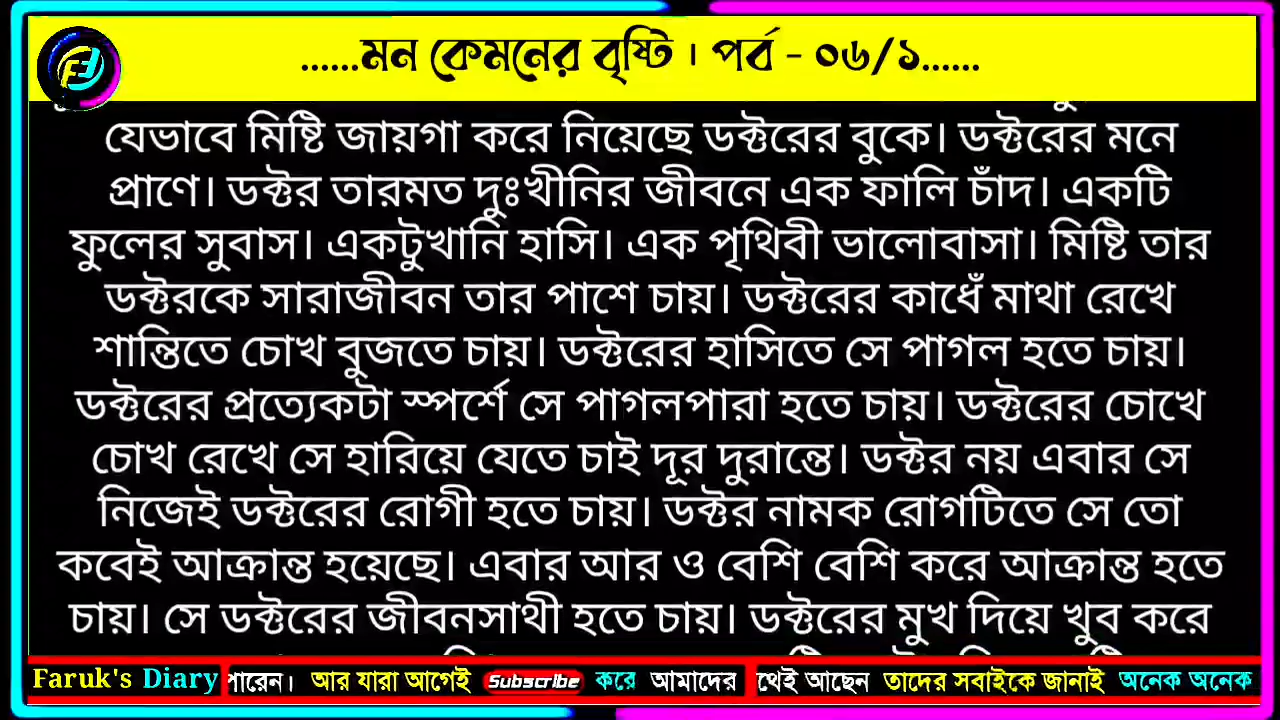 ......মন কেমনের বৃষ্টি । পর্ব - ০৬/১......
যেভাবে মিষ্টি জায়গা করে নিয়েছে ডক্টরের বুকে। ডক্টরের মনে
প্রাণে। ডক্টর তারমত দুঃখীনির জীবনে এক ফালি চাঁদ। একটি
ফুলের সুবাস। একটুখানি হাসি। এক পৃথিবী ভালোবাসা। মিষ্টি তার
ডক্টরকে সারাজীবন তার পাশে চায়। ডক্টরের কাধেঁ মাথা রেখে
শান্তিতে চোখ বুজতে চায়। ডক্টরের হাসিতে সে পাগল হতে চায়।
ডক্টরের প্রত্যেকটা স্পর্শে সে পাগলপারা হতে চায়। ডক্টরের চোখে
চোখ রেখে সে হারিয়ে যেতে চাই দূর দুরান্তে। ডক্টর নয় এবার সে
নিজেই ডক্টরের রোগী হতে চায়। ডক্টর নামক রোগটিতে সে তো
কবেই আক্রান্ত হয়েছে। এবার আর ও বেশি বেশি করে আক্রান্ত হতে
চায়। সে ডক্টরের জীবনসাথী হতে চায়। ডক্টরের মুখ দিয়ে খুব করে
Faruk's Diary পারেন। আর যারা আগেই Subscribe করে আমাদের থেই আছেন তাদের সবাইকে জানাই অনেক অনেক